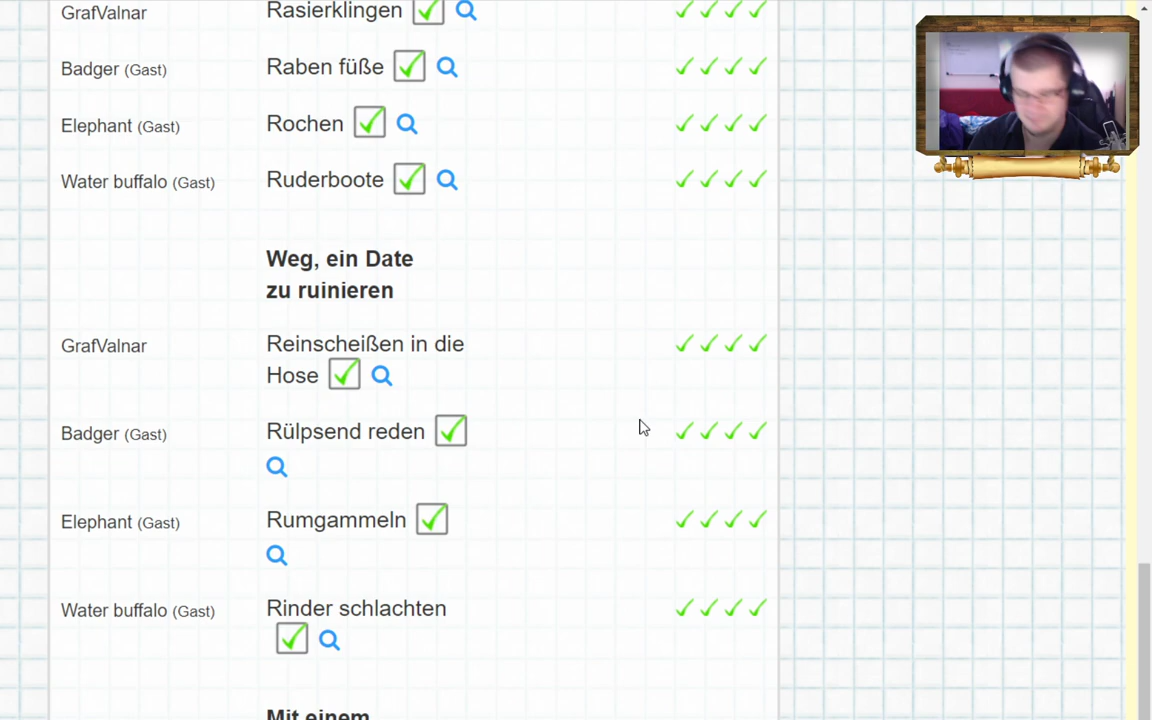 GrafValnar Rasierklingen
Badger (Gast) Raben füße
Elephant (Gast) Rochen
Water buffalo (Gast) Ruderboote
Weg, ein Date
zu ruinieren
GrafValnar Reinscheißen in die
Hose
Badger (Gast) Rülpsend reden
Elephant (Gast) Rumgammeln
Water buffalo (Gast) Rinder schlachten
Mit einem